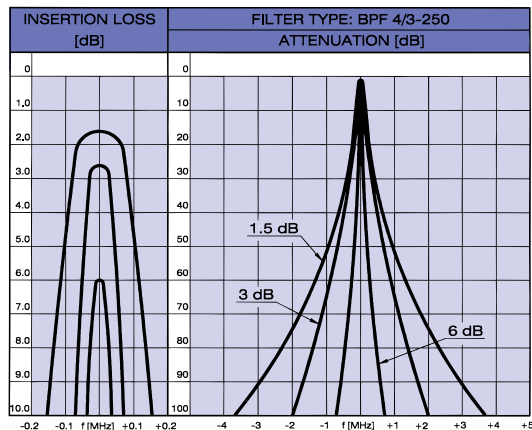 INSERTION LOSS
[dB]
FILTER TYPE: BPF 4/3-250
ATTENUATION [dB]
0
1.0
2.0
3.0
4.0
5.0
6.0
7.0
8.0
9.0
10.0
-0.2 -0.1 f [MHz] +0.1 +0.2
0
10
20
30
40
50
60
70
80
90
100
1.5 dB
3 dB
6 dB
-4 -3 -2 -1 f [MHz] +1 +2 +3 +4 +5